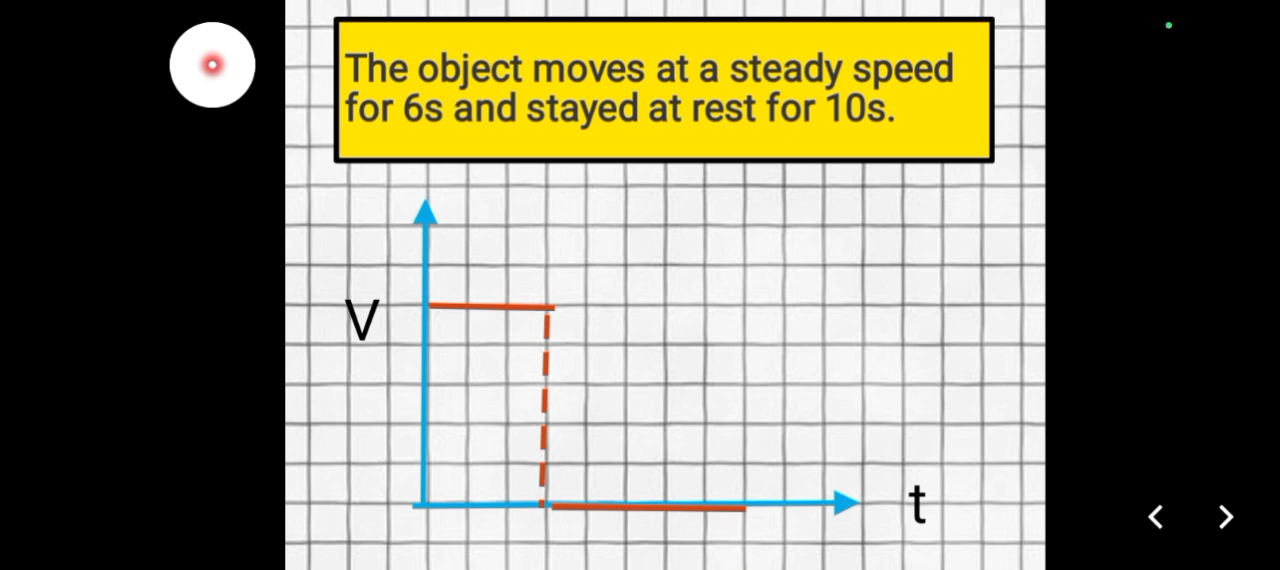 The object moves at a steady speed
for 6s and stayed at rest for 10s.
V
t